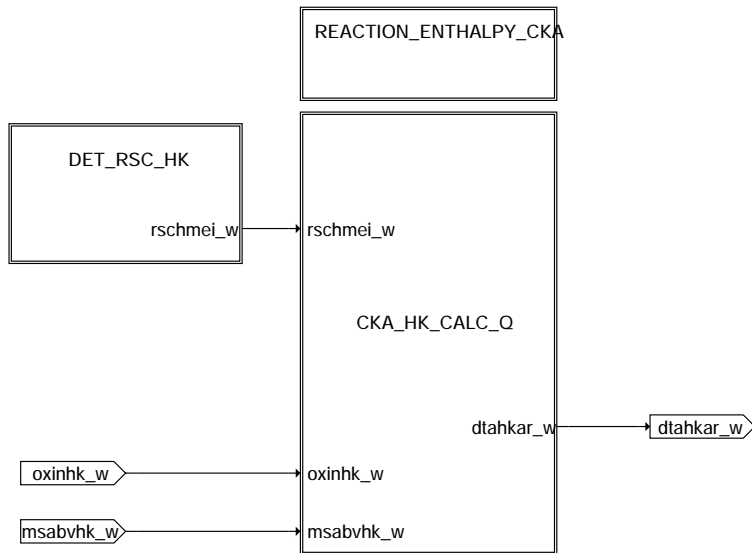 REACTION_ENTHALPY_CKA
DET_RSC_HK
rschmei_w
rschmei_w
CKA_HK_CALC_Q
dtahkar_w
dtahkar_w
oxinhk_w
oxinhk_w
msabvhk_w
msabvhk_w